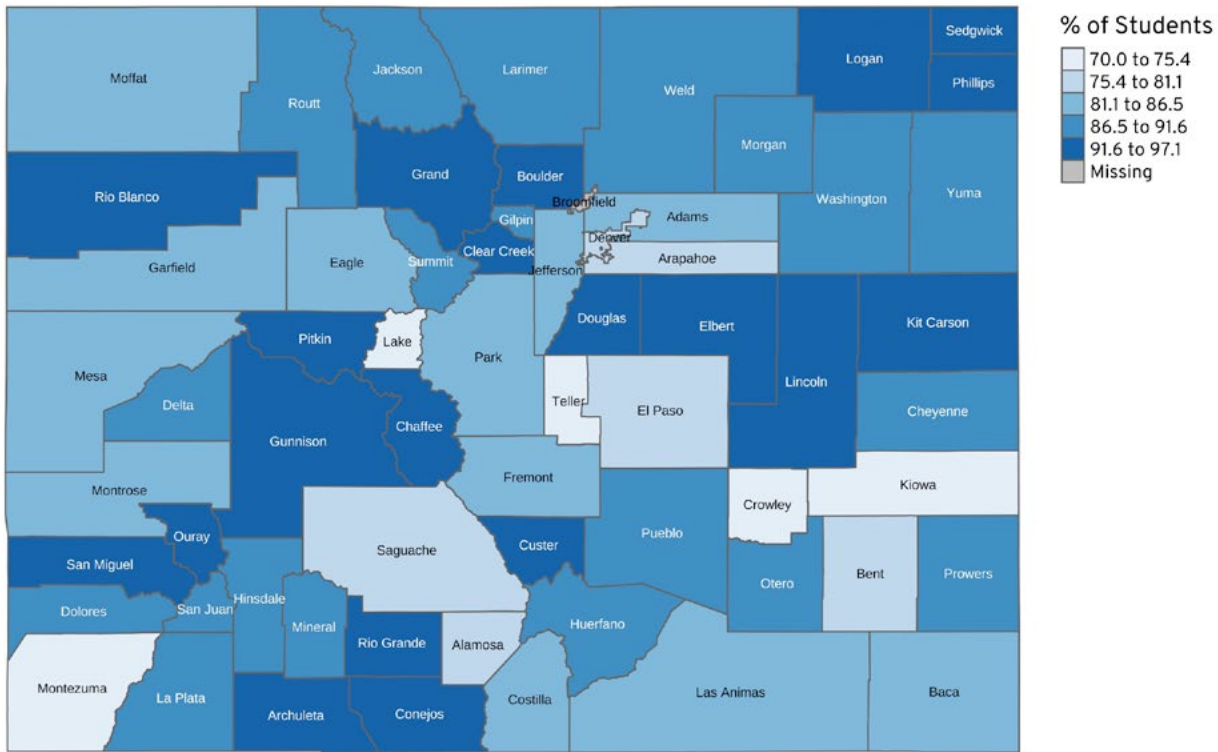 % of Students
70.0 to 75.4
75.4 to 81.1
81.1 to 86.5
86.5 to 91.6
91.6 to 97.1
Missing
Moffat
Routt
Jackson
Larimer
Weld
Logan
Sedgwick
Phillips
Morgan
Washington
Yuma
Rio Blanco
Grand
Boulder
Broomfield
Gilpin
Adams
Denver
Clear Creek
Arapahoe
Garfield
Eagle
Summit
Jefferson
Douglas
Elbert
Kit Carson
Pitkin
Lake
Park
Lincoln
Mesa
Delta
Teller
El Paso
Cheyenne
Gunnison
Chaffee
Fremont
Montrose
Crowley
Kiowa
Ouray
Saguache
Custer
Pueblo
San Miguel
Otero
Bent
Prowers
Dolores
San Juan
Hinsdale
Mineral
Rio Grande
Alamosa
Huerfano
Montezuma
La Plata
Archuleta
Conejos
Costilla
Las Animas
Baca